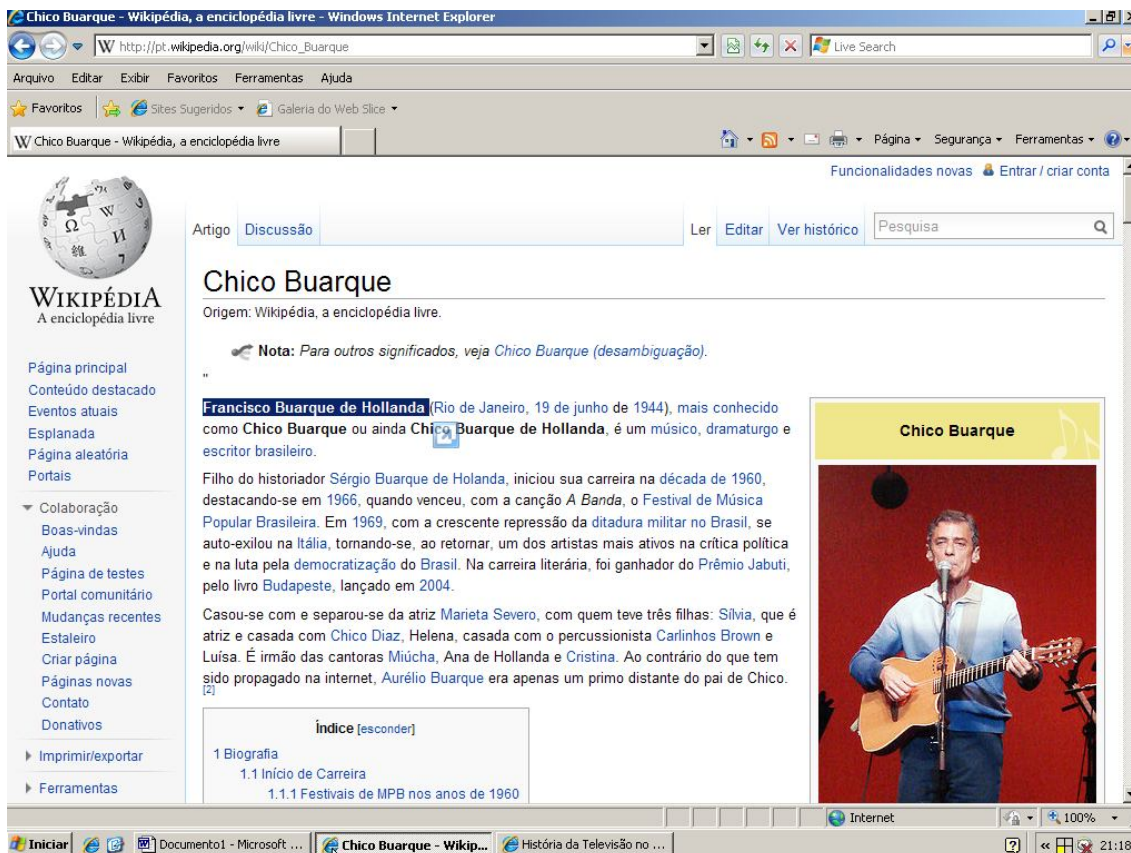 Chico Buarque - Wikipédia, a enciclopédia livre - Windows Internet Explorer
http://pt.wikipedia.org/wiki/Chico_Buarque
Live Search
Arquivo Editar Exibir Favoritos Ferramentas Ajuda
Favoritos Sites Sugeridos Galeria do Web Slice
Chico Buarque - Wikipédia, a enciclopédia livre
Página Segurança Ferramentas
Funcionalidades novas Entrar / criar conta
Artigo Discussão Ler Editar Ver histórico Pesquisa
WIKIPÉDIA
A enciclopédia livre
Página principal
Conteúdo destacado
Eventos atuais
Esplanada
Página aleatória
Portais
Colaboração
Boas-vindas
Ajuda
Página de testes
Portal comunitário
Mudanças recentes
Estaleiro
Criar página
Páginas novas
Contato
Donativos
Imprimir/exportar
Ferramentas
Chico Buarque
Origem: Wikipédia, a enciclopédia livre.
Nota: Para outros significados, veja Chico Buarque (desambiguação).
"
Francisco Buarque de Hollanda (Rio de Janeiro, 19 de junho de 1944), mais conhecido
como Chico Buarque ou ainda Chico Buarque de Hollanda, é um músico, dramaturgo e
escritor brasileiro.
Filho do historiador Sérgio Buarque de Holanda, iniciou sua carreira na década de 1960,
destacando-se em 1966, quando venceu, com a canção A Banda, o Festival de Música
Popular Brasileira. Em 1969, com a crescente repressão da ditadura militar no Brasil, se
auto-exilou na Itália, tornando-se, ao retornar, um dos artistas mais ativos na crítica política
e na luta pela democratização do Brasil. Na carreira literária, foi ganhador do Prêmio Jabuti,
pelo livro Budapeste, lançado em 2004.
Casou-se com e separou-se da atriz Marieta Severo, com quem teve três filhas: Sílvia, que é
atriz e casada com Chico Diaz, Helena, casada com o percussionista Carlinhos Brown e
Luísa. É irmão das cantoras Miúcha, Ana de Hollanda e Cristina. Ao contrário do que tem
sido propagado na internet, Aurélio Buarque era apenas um primo distante do pai de Chico.
[2]
Índice [esconder]
1 Biografia
1.1 Início de Carreira
1.1.1 Festivais de MPB nos anos de 1960
Chico Buarque
Internet 100%
Iniciar Documento1 - Microsoft ... Chico Buarque - Wikip... História da Televisão no ... 21:18